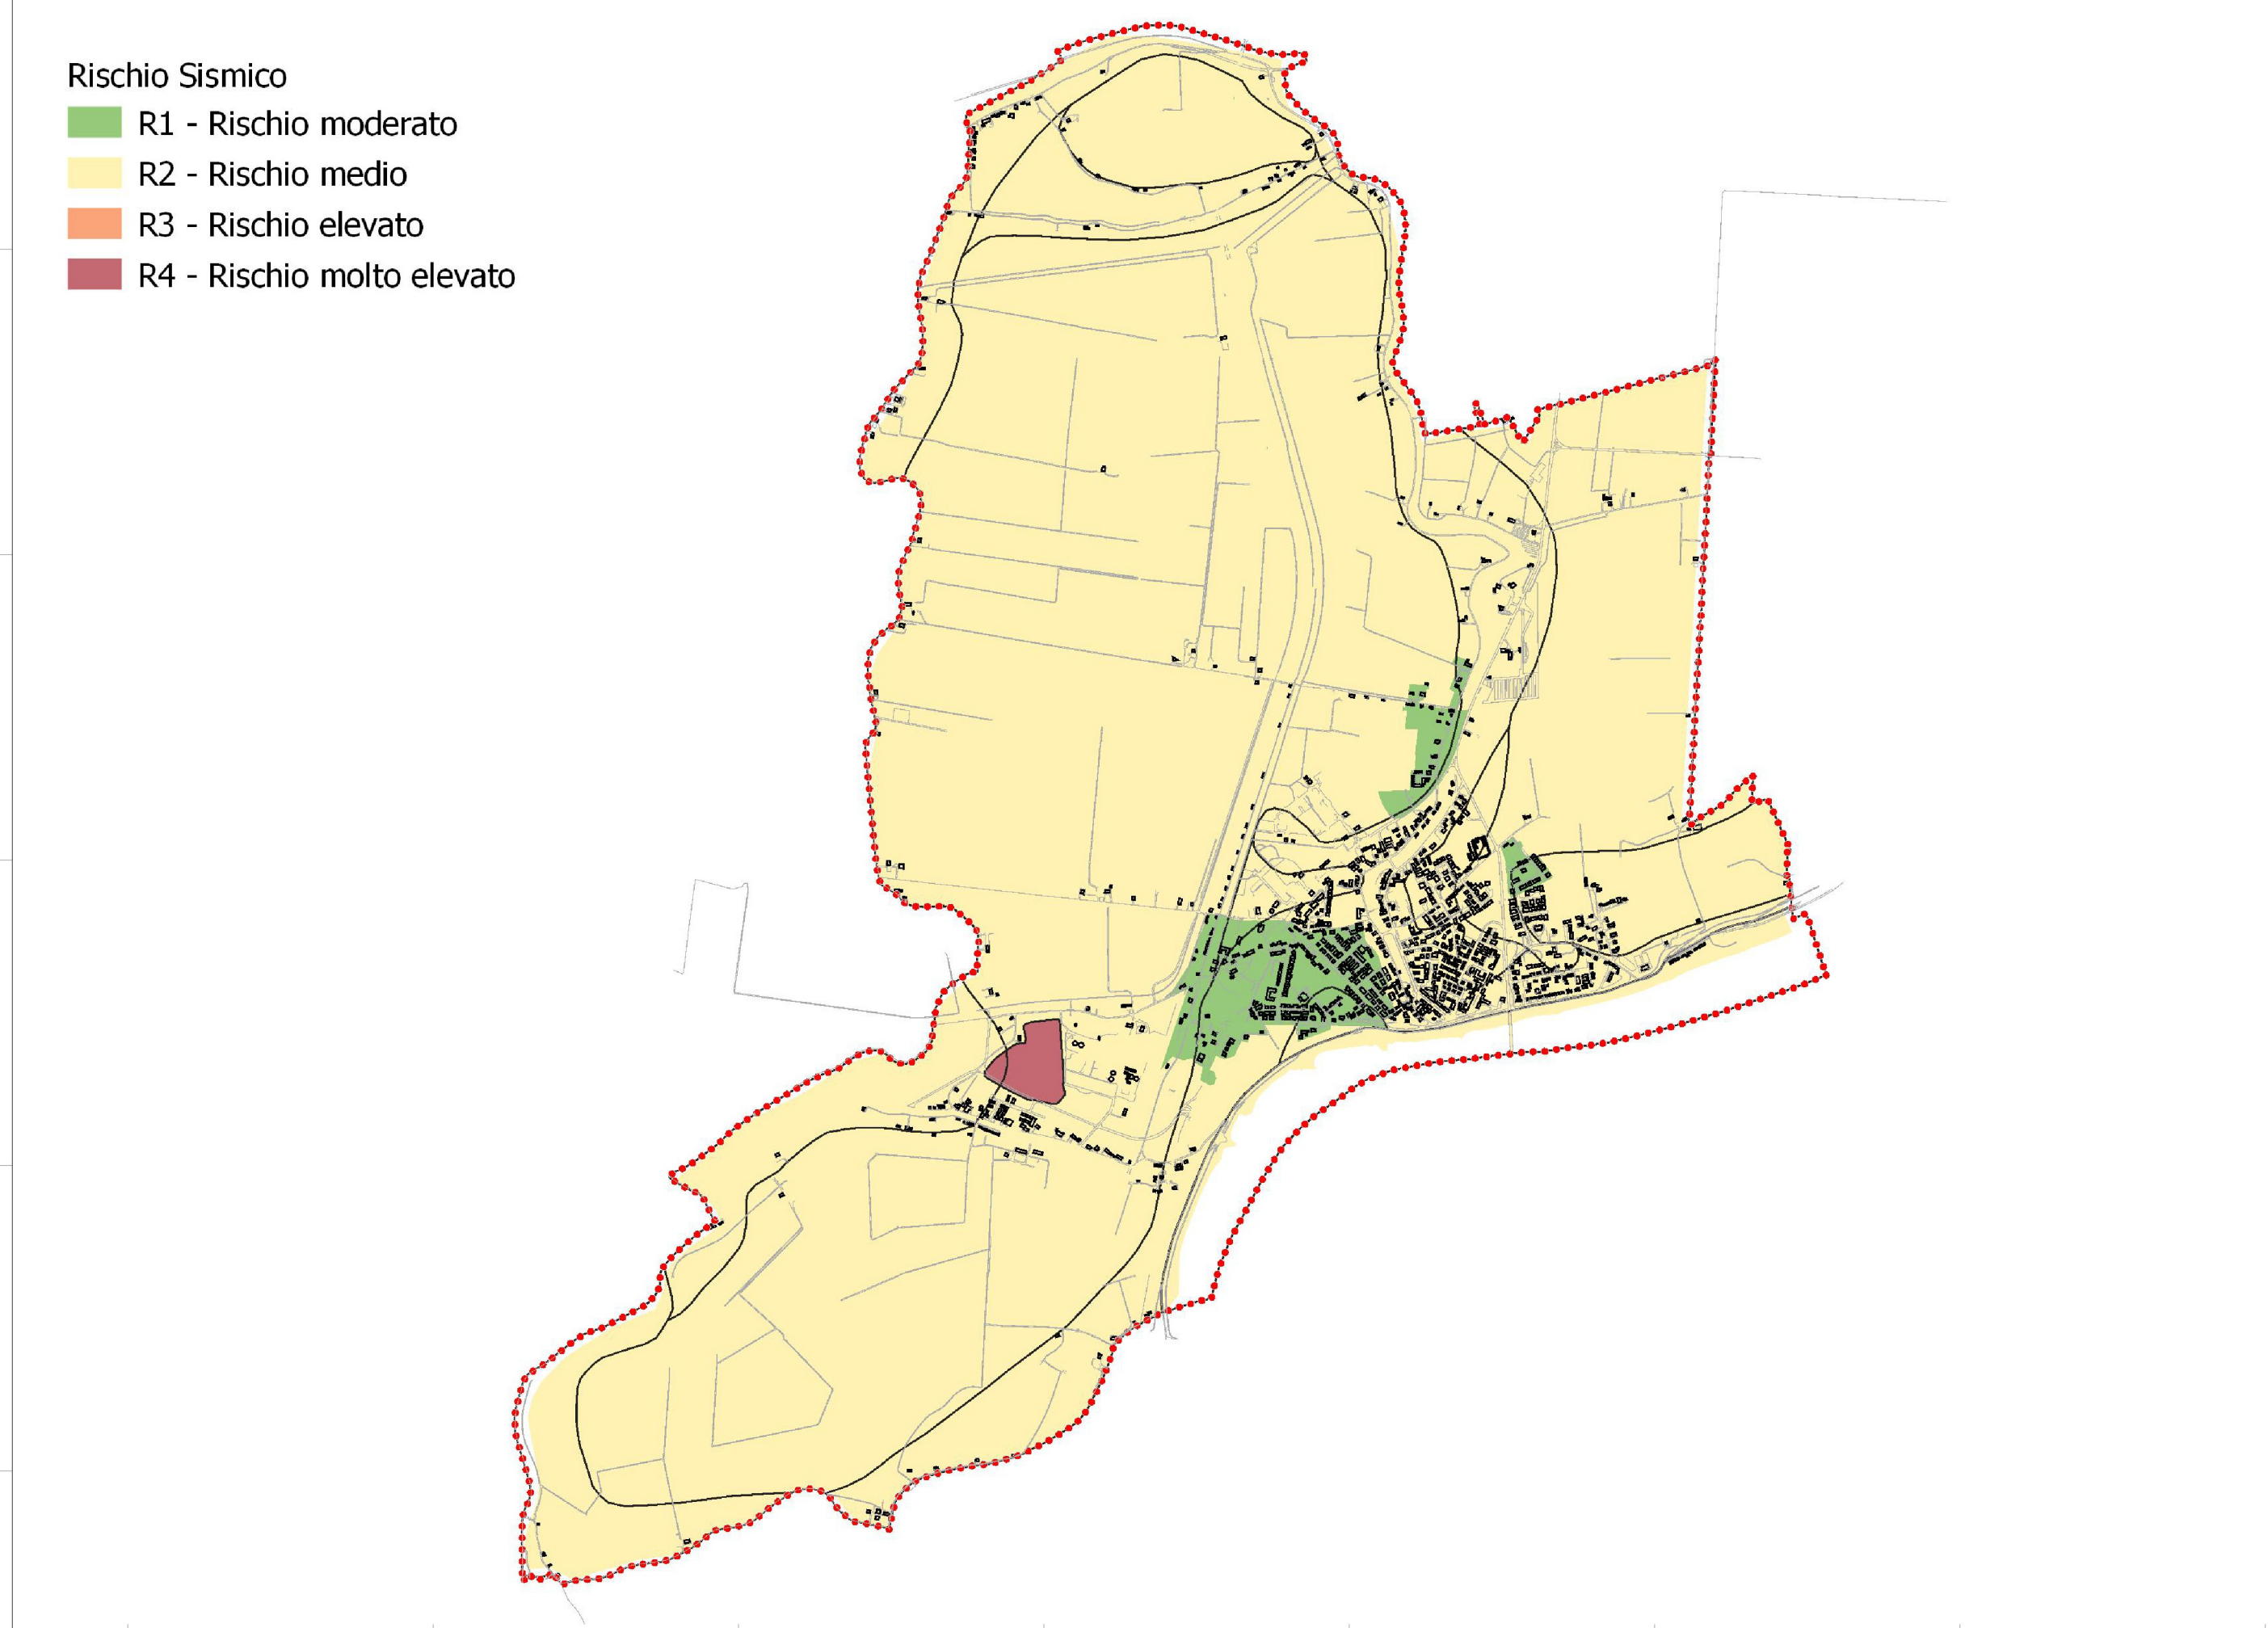 Rischio Sismico
R1 - Rischio moderato
R2 - Rischio medio
R3 - Rischio elevato
R4 - Rischio molto elevato